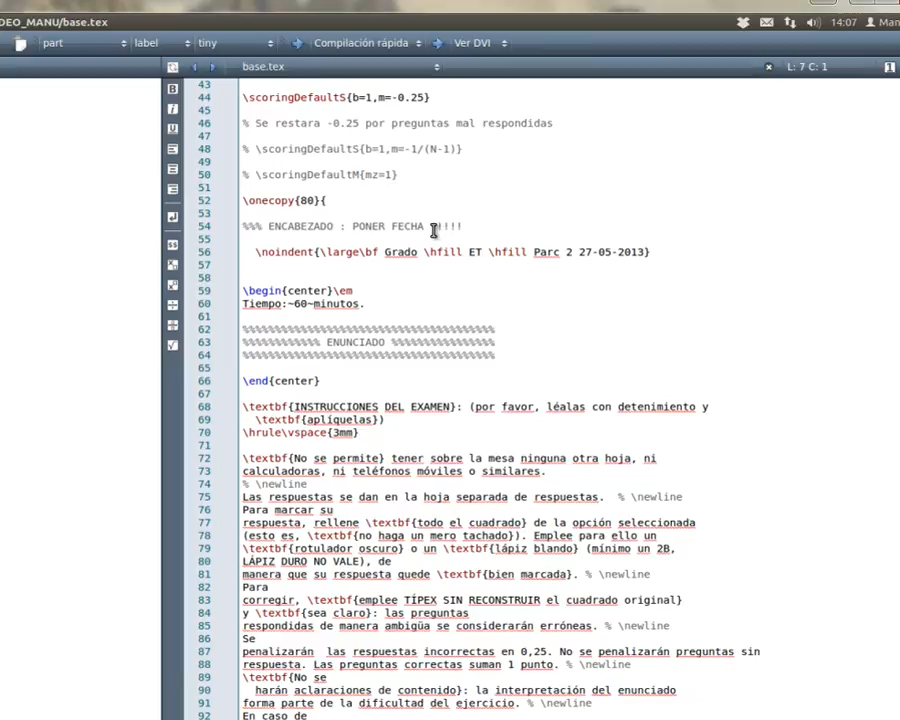 DEO_MANU/base.tex 14:07 Man
part label tiny Compilación rápida Ver DVI
base.tex L: 7 C: 1 1
43
44 \scoringDefaultS{b=1,m=-0.25}
45
46 % Se restara -0.25 por preguntas mal respondidas
47
48 % \scoringDefaultS{b=1,m=-1/(N-1)}
49
50 % \scoringDefaultM{mz=1}
51
52 \onecopy{80}{
53
54 %%% ENCABEZADO : PONER FECHA !!!!
55
56 \noindent{\large\bf Grado \hfill ET \hfill Parc 2 27-05-2013}
57
58
59 \begin{center}\em
60 Tiempo:~60~minutos.
61
62 %%%%%%%%%%%%%%%%%%%%%%%%%%%%%%%%%%%%%%%
63 %%%%%%%%%%%% ENUNCIADO %%%%%%%%%%%%%%%%
64 %%%%%%%%%%%%%%%%%%%%%%%%%%%%%%%%%%%%%%%
65
66 \end{center}
67
68 \textbf{INSTRUCCIONES DEL EXAMEN}: (por favor, léalas con detenimiento y
69 \textbf{aplíquelas})
70 \hrule\vspace{3mm}
71
72 \textbf{No se permite} tener sobre la mesa ninguna otra hoja, ni
73 calculadoras, ni teléfonos móviles o similares.
74 % \newline
75 Las respuestas se dan en la hoja separada de respuestas. % \newline
76 Para marcar su
77 respuesta, rellene \textbf{todo el cuadrado} de la opción seleccionada
78 (esto es, \textbf{no haga un mero tachado}). Emplee para ello un
79 \textbf{rotulador oscuro} o un \textbf{lápiz blando} (mínimo un 2B,
80 LÁPIZ DURO NO VALE), de
81 manera que su respuesta quede \textbf{bien marcada}. % \newline
82 Para
83 corregir, \textbf{emplee TÍPEX SIN RECONSTRUIR el cuadrado original}
84 y \textbf{sea claro}: las preguntas
85 respondidas de manera ambigüa se considerarán erróneas. % \newline
86 Se
87 penalizarán las respuestas incorrectas en 0,25. No se penalizarán preguntas sin
88 respuesta. Las preguntas correctas suman 1 punto. % \newline
89 \textbf{No se
90 harán aclaraciones de contenido}: la interpretación del enunciado
91 forma parte de la dificultad del ejercicio. % \newline
92 En caso de